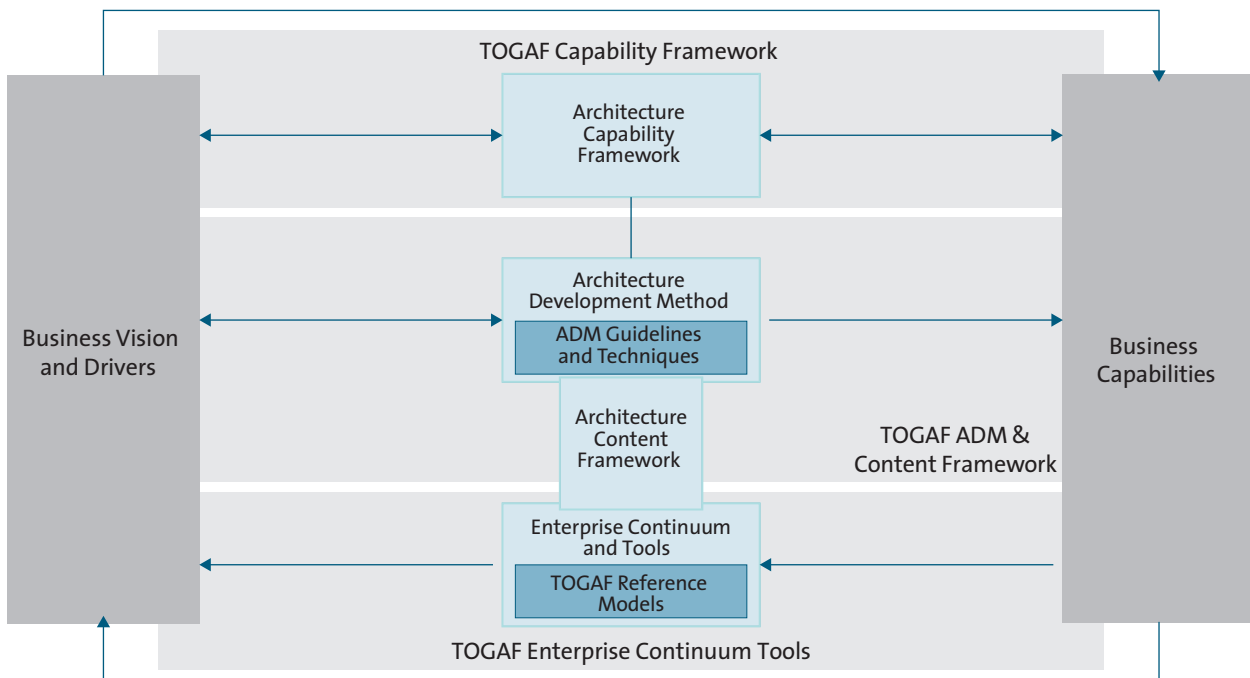 TOGAF Capability Framework
Architecture
Capability
Framework
Architecture
Development Method
ADM Guidelines
and Techniques
Business Vision
and Drivers
Business
Capabilities
Architecture
Content
Framework
TOGAF ADM &
Content Framework
Enterprise Continuum
and Tools
TOGAF Reference
Models
TOGAF Enterprise Continuum Tools